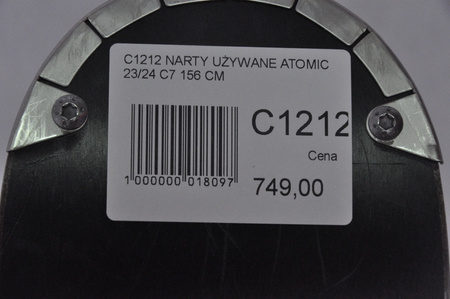 C1212 NARTY UŻYWANE ATOMIC
23/24 C7 156 CM
C1212
Cena
1 000000 018097
749,00